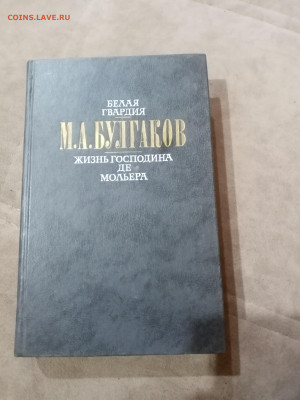 COINS.LAVE.RU
БЕЛАЯ
ГВАРДИЯ
М.А.БУЛГАКОВ
ЖИЗНЬ ГОСПОДИНА
ДЕ
МОЛЬЕРА